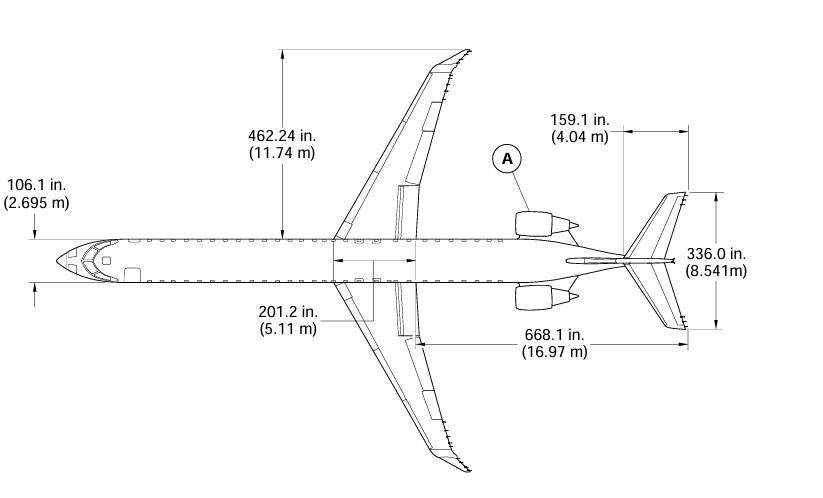 462.24 in.
(11.74 m)
159.1 in.
(4.04 m)
A
106.1 in.
(2.695 m)
336.0 in.
(8.541m)
201.2 in.
(5.11 m)
668.1 in.
(16.97 m)